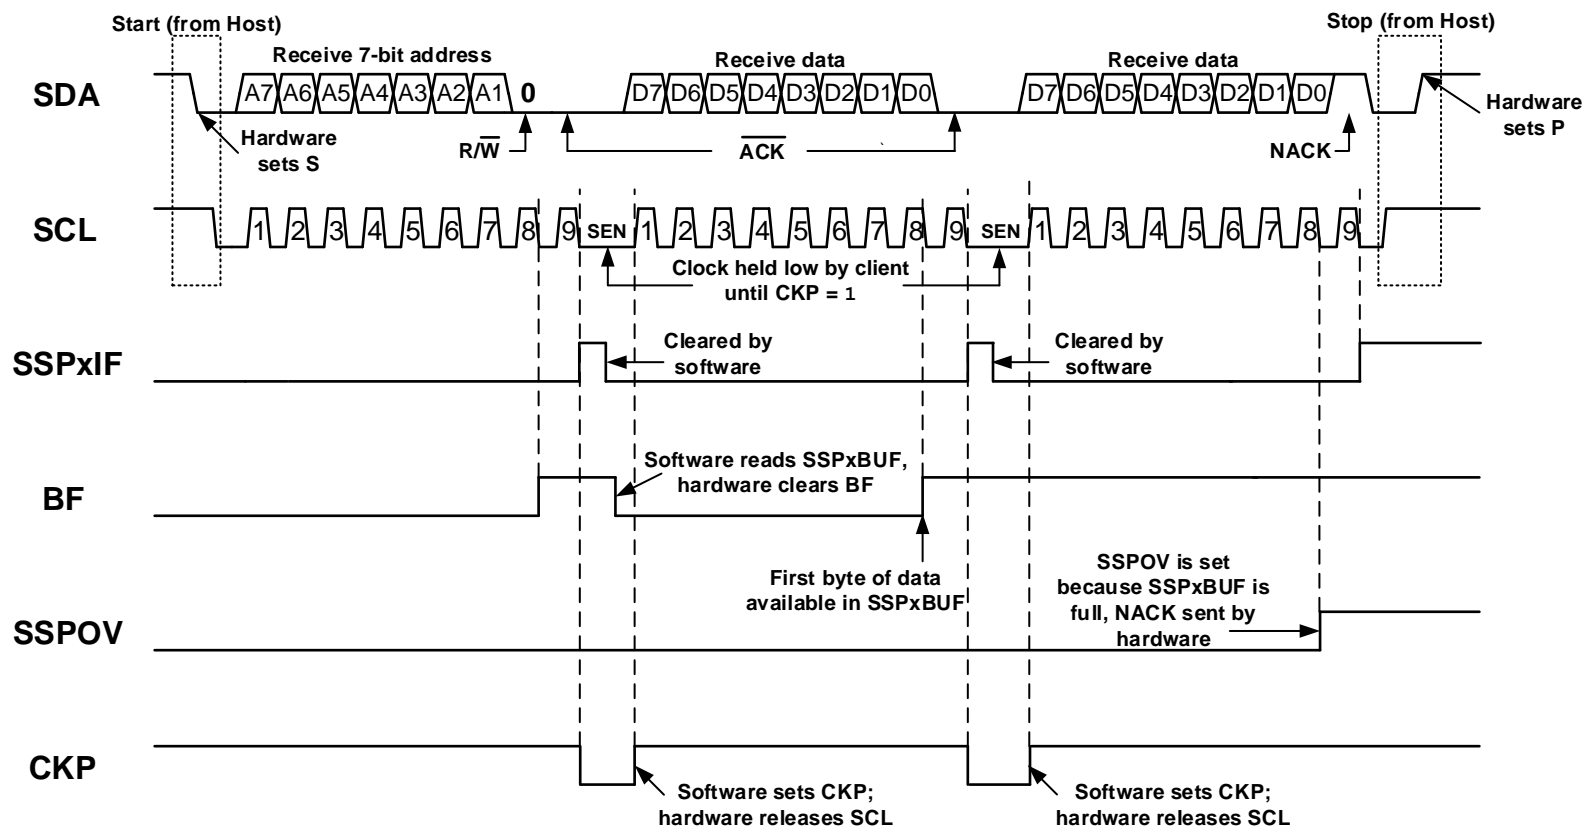 Start (from Host)
Stop (from Host)
Receive 7-bit address
Receive data
Receive data
SDA
A7 A6 A5 A4 A3 A2 A1 0
D7 D6 D5 D4 D3 D2 D1 D0
D7 D6 D5 D4 D3 D2 D1 D0
Hardware
sets P
Hardware
sets S
R/W
ACK
NACK
SCL
1 2 3 4 5 6 7 8 9 SEN 1 2 3 4 5 6 7 8 9 SEN 1 2 3 4 5 6 7 8 9
Clock held low by client
until CKP = 1
SSPxIF
Cleared by
software
Cleared by
software
BF
Software reads SSPxBUF,
hardware clears BF
First byte of data
available in SSPxBUF
SSPOV is set
because SSPxBUF is
full, NACK sent by
hardware
SSPOV
CKP
Software sets CKP;
hardware releases SCL
Software sets CKP;
hardware releases SCL